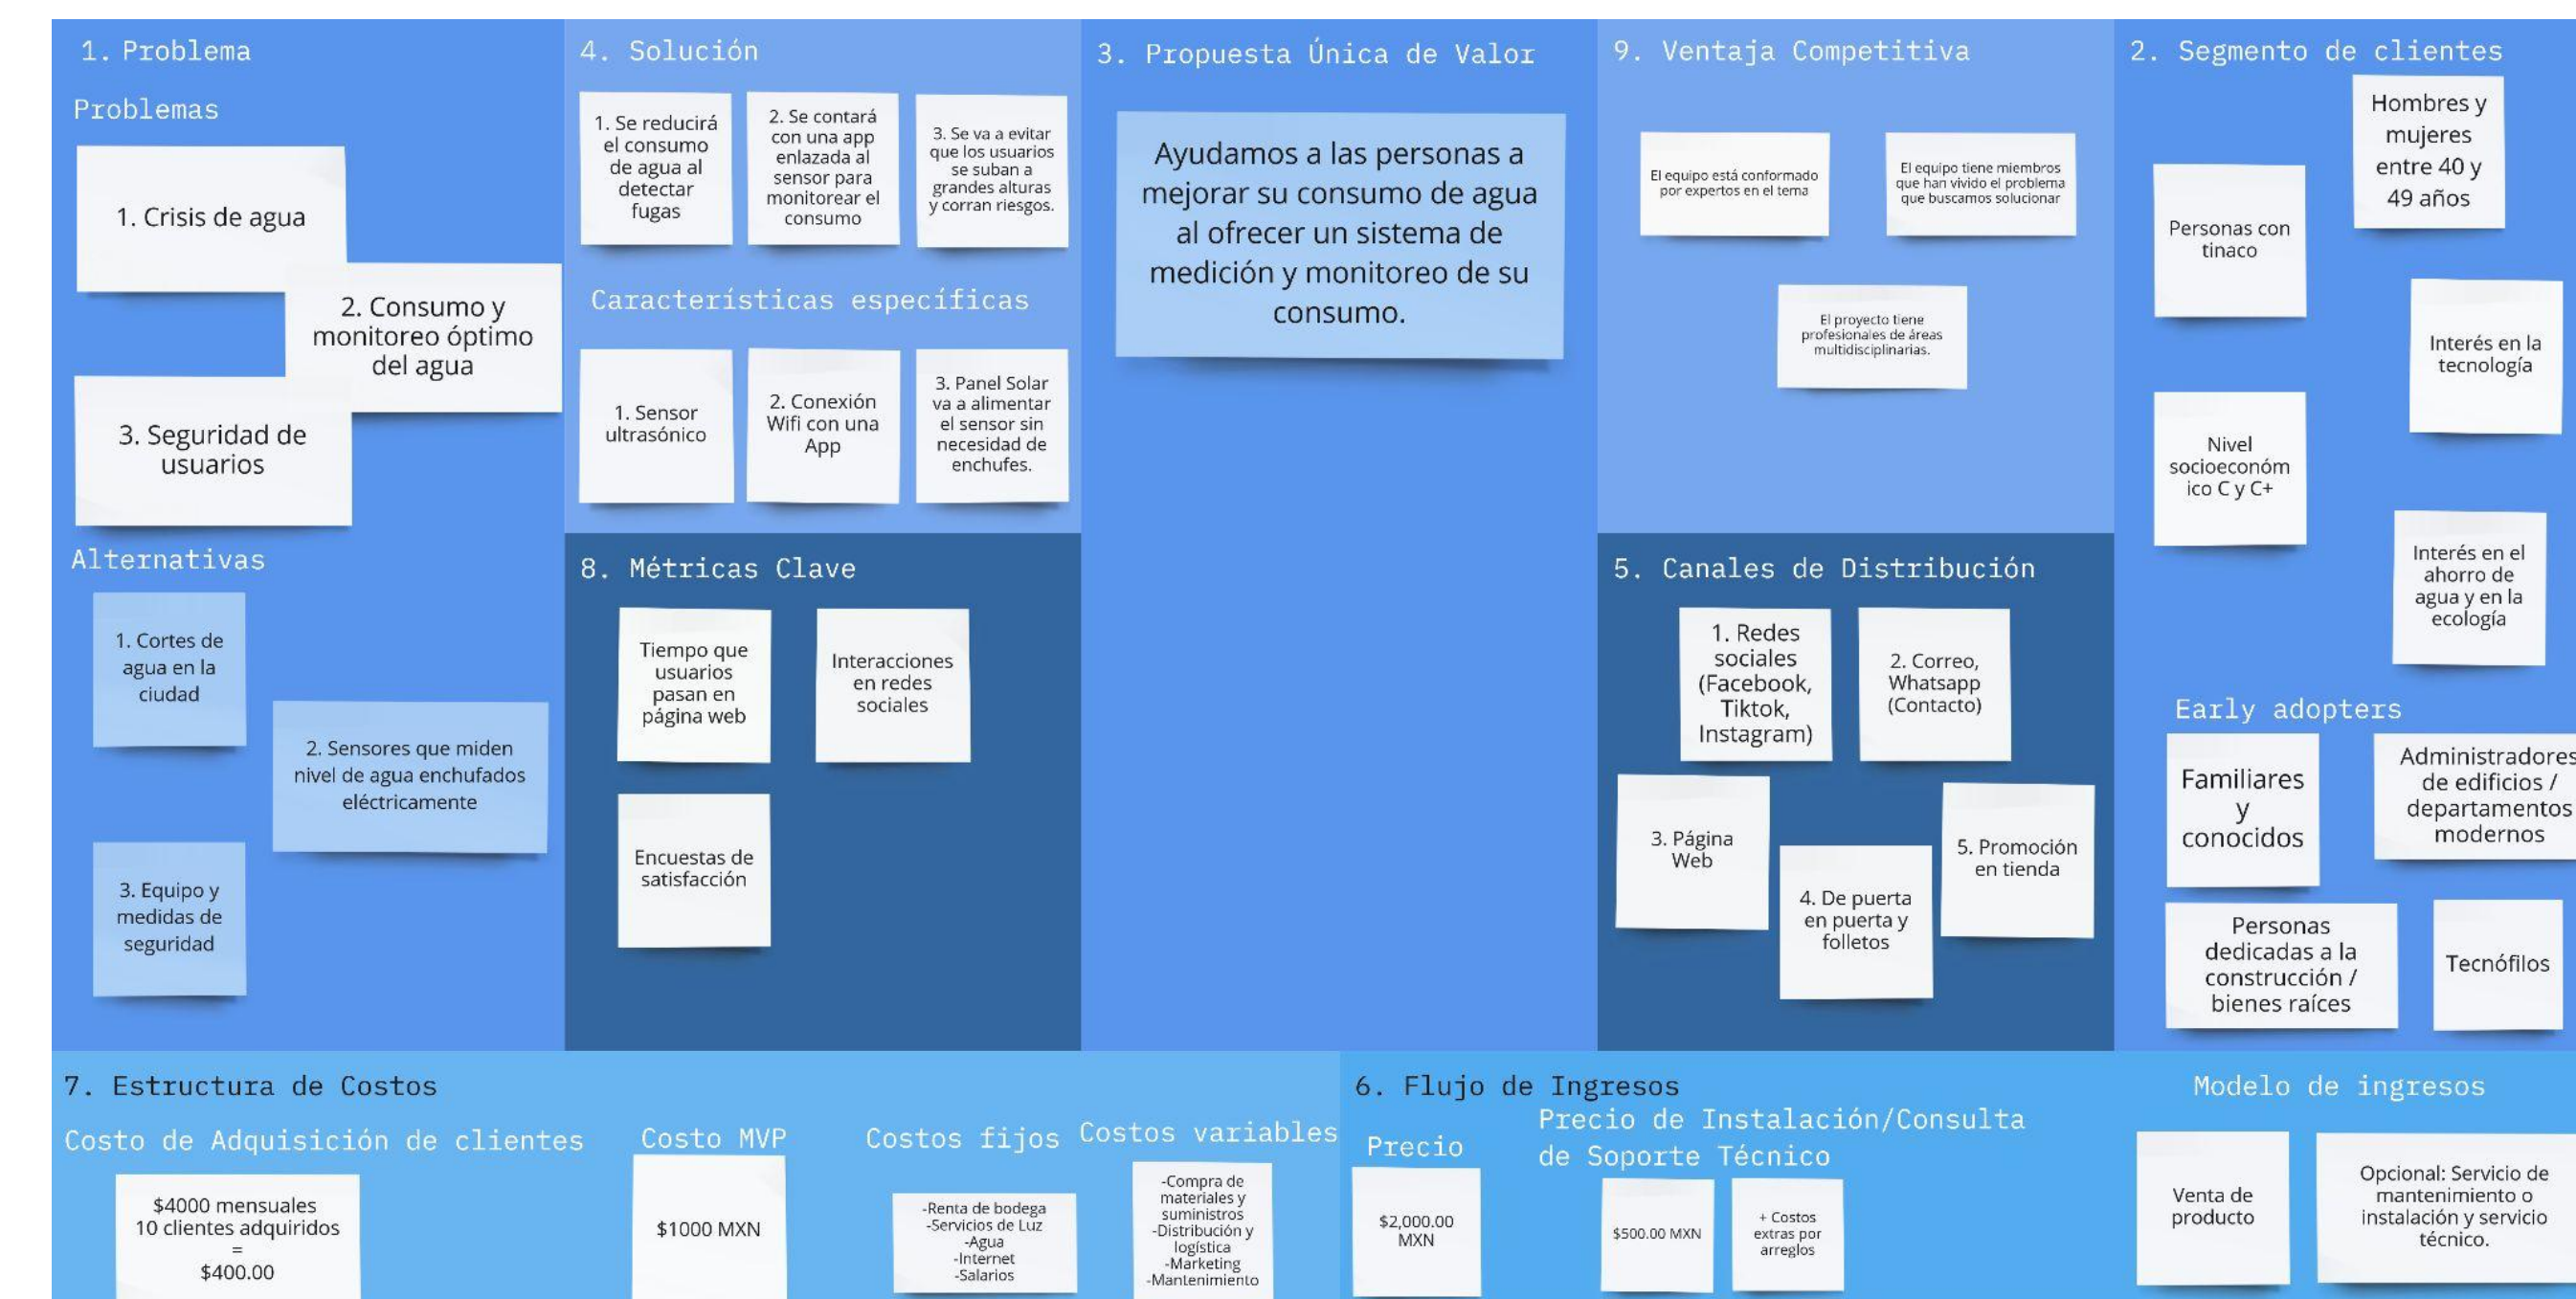 1. Problema
Problemas
1. Crisis de agua
2. Consumo y
monitoreo óptimo
del agua
3. Seguridad de
usuarios
Alternativas
1. Cortes de
agua en la
ciudad
2. Sensores que miden
nivel de agua enchufados
eléctricamente
3. Equipo y
medidas de
seguridad
4. Solución
1. Se reducirá
el consumo
de agua al
detectar
fugas
2. Se contará
con una app
enlazada al
sensor para
monitorear el
consumo
3. Se va a evitar
que los usuarios
se suban a
grandes alturas
y corran riesgos.
Características específicas
1. Sensor
ultrasónico
2. Conexión
Wifi con una
App
3. Panel Solar
va a alimentar
el sensor sin
necesidad de
enchufes.
8. Métricas Clave
Tiempo que
usuarios
pasan en
página web
Interacciones
en redes
sociales
Encuestas de
satisfacción
3. Propuesta Única de Valor
Ayudamos a las personas a
mejorar su consumo de agua
al ofrecer un sistema de
medición y monitoreo de su
consumo.
9. Ventaja Competitiva
El equipo está conformado
por expertos en el tema
El equipo tiene miembros
que han vivido el problema
que buscamos solucionar
El proyecto tiene
profesionales de áreas
multidisciplinarias.
5. Canales de Distribución
1. Redes
sociales
(Facebook,
Tiktok,
Instagram)
2. Correo,
Whatsapp
(Contacto)
3. Página
Web
4. De puerta
en puerta y
folletos
5. Promoción
en tienda
2. Segmento de clientes
Hombres y
mujeres
entre 40 y
49 años
Personas con
tinaco
Interés en la
tecnología
Nivel
socioeconóm
ico C y C+
Interés en el
ahorro de
agua y en la
ecología
Early adopters
Familiares
y
conocidos
Administradores
de edificios /
departamentos
modernos
Personas
dedicadas a la
construcción /
bienes raíces
Tecnófilos
7. Estructura de Costos
Costo de Adquisición de clientes
$4000 mensuales
10 clientes adquiridos
=
$400.00
Costo MVP
$1000 MXN
Costos fijos
-Renta de bodega
-Servicios de Luz
-Agua
-Internet
-Salarios
Costos variables
-Compra de
materiales y
suministros
-Distribución y
logística
-Marketing
-Mantenimiento
6. Flujo de Ingresos
Precio
$2,000.00
MXN
Precio de Instalación/Consulta
de Soporte Técnico
$500.00 MXN
+ Costos
extras por
arreglos
Modelo de ingresos
Venta de
producto
Opcional: Servicio de
mantenimiento o
instalación y servicio
técnico.